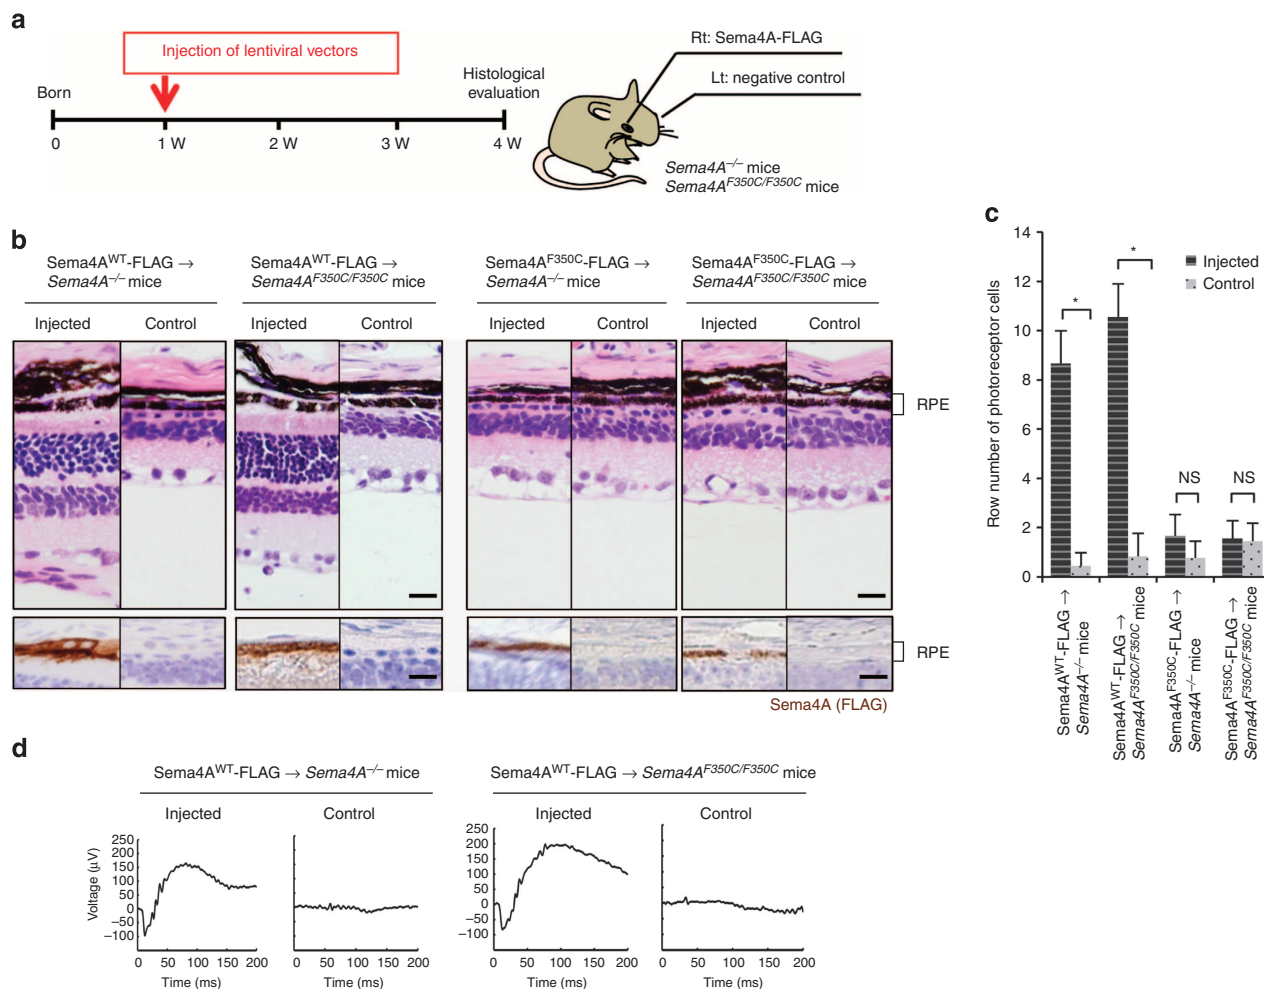 a
Injection of lentiviral vectors
Born
Histological
evaluation
0
1 W
2 W
3 W
4 W
Rt: Sema4A-FLAG
Lt: negative control
Sema4A–/– mice
Sema4AF350C/F350C mice
b
Sema4AWT-FLAG →
Sema4A–/– mice
Injected
Control
Sema4AWT-FLAG →
Sema4AF350C/F350C mice
Injected
Control
Sema4AF350C-FLAG →
Sema4A–/– mice
Injected
Control
Sema4AF350C-FLAG →
Sema4AF350C/F350C mice
Injected
Control
RPE
RPE
Sema4A (FLAG)
c
Row number of photoreceptor cells
14
12
10
8
6
4
2
0
*
*
NS
NS
Injected
Control
Sema4AWT-FLAG →
Sema4A–/– mice
Sema4AWT-FLAG →
Sema4AF350C/F350C mice
Sema4AF350C-FLAG →
Sema4A–/– mice
Sema4AF350C-FLAG →
Sema4AF350C/F350C mice
d
Sema4AWT-FLAG → Sema4A–/– mice
Injected
Control
Voltage (μV)
250
200
150
100
50
0
–50
–100
0 50 100 150 200
Time (ms)
0 50 100 150 200
Time (ms)
Sema4AWT-FLAG → Sema4AF350C/F350C mice
Injected
Control
250
200
150
100
50
0
–50
–100
0 50 100 150 200
Time (ms)
0 50 100 150 200
Time (ms)